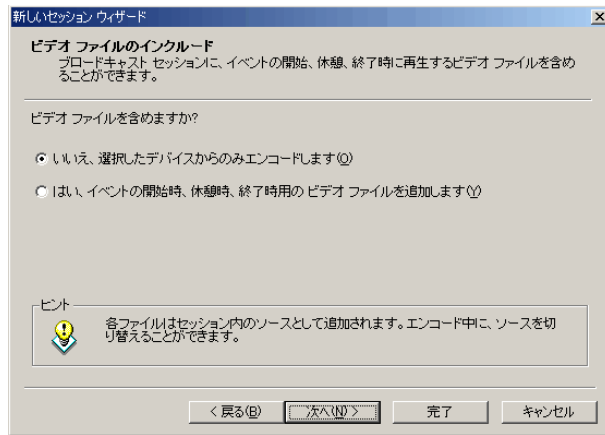 新しいセッション ウィザード
ビデオ ファイルのインクルード
ブロードキャスト セッションに、イベントの開始、休憩、終了時に再生するビデオ ファイルを含め
ることができます。
ビデオ ファイルを含めますか?
いいえ、選択したデバイスからのみエンコードします(O)
はい、イベントの開始時、休憩時、終了時用の ビデオ ファイルを追加します(Y)
ヒント
各ファイルはセッション内のソースとして追加されます。エンコード中に、ソースを切
り替えることができます。
< 戻る(B)
次へ(N) >
完了
キャンセル